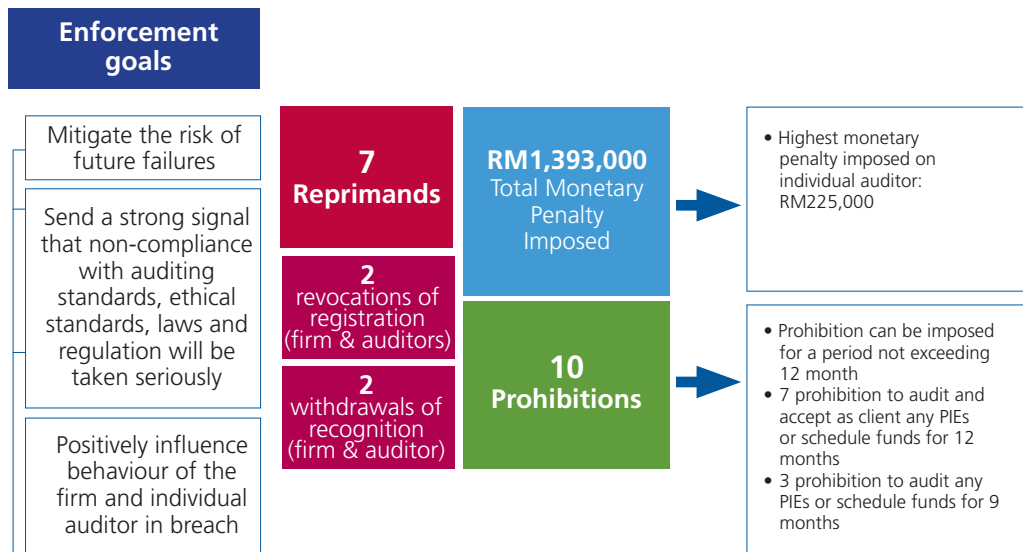 Enforcement
goals
Mitigate the risk of
future failures
Send a strong signal
that non-compliance
with auditing
standards, ethical
standards, laws and
regulation will be
taken seriously
Positively influence
behaviour of the
firm and individual
auditor in breach
7
Reprimands
2
revocations of
registration
(firm & auditors)
2
withdrawals of
recognition
(firm & auditor)
RM1,393,000
Total Monetary
Penalty
Imposed
10
Prohibitions
• Highest monetary
penalty imposed on
individual auditor:
RM225,000
• Prohibition can be imposed
for a period not exceeding
12 month
• 7 prohibition to audit and
accept as client any PIEs
or schedule funds for 12
months
• 3 prohibition to audit any
PIEs or schedule funds for 9
months